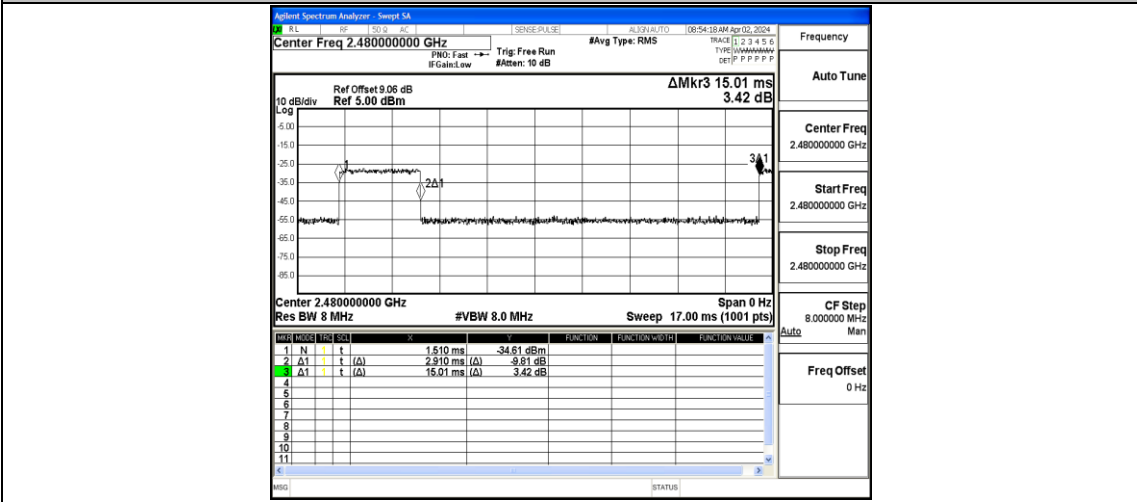 Agilent Spectrum Analyzer - Swept SA
RL RF 50 Ω AC SENSE:PULSE ALIGN AUTO 08:54:18 AM Apr 02, 2024
Center Freq 2.480000000 GHz #Avg Type: RMS TRACE 1 2 3 4 5 6
PNO: Fast Trig: Free Run TYPE WWWWWW
IFGain:Low #Atten: 10 dB DET P P P P P P
Frequency
Auto Tune
Center Freq
2.480000000 GHz
Start Freq
2.480000000 GHz
Stop Freq
2.480000000 GHz
CF Step
8.000000 MHz
Auto Man
Freq Offset
0 Hz
ΔMkr3 15.01 ms
3.42 dB
Ref Offset 9.06 dB
10 dB/div Ref 5.00 dBm
Log
-5.00
-15.0
-25.0
-35.0
-45.0
-55.0
-65.0
-75.0
-85.0
1
2Δ1
3Δ1
Center 2.480000000 GHz Span 0 Hz
Res BW 8 MHz #VBW 8.0 MHz Sweep 17.00 ms (1001 pts)
MKR MODE TRC SCL X Y FUNCTION FUNCTION WIDTH FUNCTION VALUE
1 N 1 t 1.510 ms -34.61 dBm
2 Δ1 1 t (Δ) 2.910 ms (Δ) -9.81 dB
3 Δ1 1 t (Δ) 15.01 ms (Δ) 3.42 dB
4
5
6
7
8
9
10
11
MSG STATUS